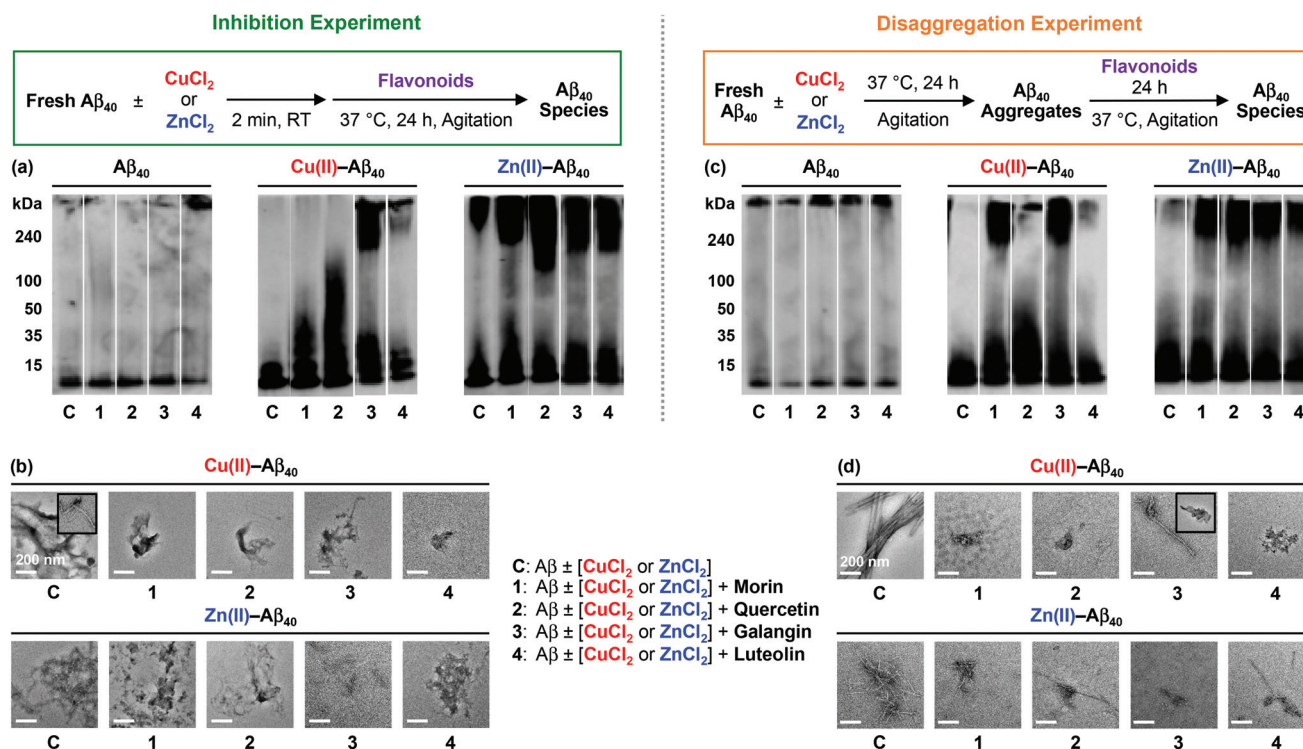 Inhibition Experiment
Fresh Aβ40 ± CuCl2 or ZnCl2
2 min, RT
Flavonoids
37 °C, 24 h, Agitation
Aβ40 Species
(a)
Aβ40 Cu(II)–Aβ40 Zn(II)–Aβ40
kDa
240
100
50
35
15
C 1 2 3 4 C 1 2 3 4 C 1 2 3 4
(b)
Cu(II)–Aβ40
200 nm
C 1 2 3 4
Zn(II)–Aβ40
C 1 2 3 4
C: Aβ ± [CuCl2 or ZnCl2]
1: Aβ ± [CuCl2 or ZnCl2] + Morin
2: Aβ ± [CuCl2 or ZnCl2] + Quercetin
3: Aβ ± [CuCl2 or ZnCl2] + Galangin
4: Aβ ± [CuCl2 or ZnCl2] + Luteolin
Disaggregation Experiment
Fresh Aβ40 ± CuCl2 or ZnCl2
37 °C, 24 h
Agitation
Aβ40 Aggregates
Flavonoids
24 h
37 °C, Agitation
Aβ40 Species
(c)
Aβ40 Cu(II)–Aβ40 Zn(II)–Aβ40
kDa
240
100
50
35
15
C 1 2 3 4 C 1 2 3 4 C 1 2 3 4
(d)
Cu(II)–Aβ40
200 nm
C 1 2 3 4
Zn(II)–Aβ40
C 1 2 3 4